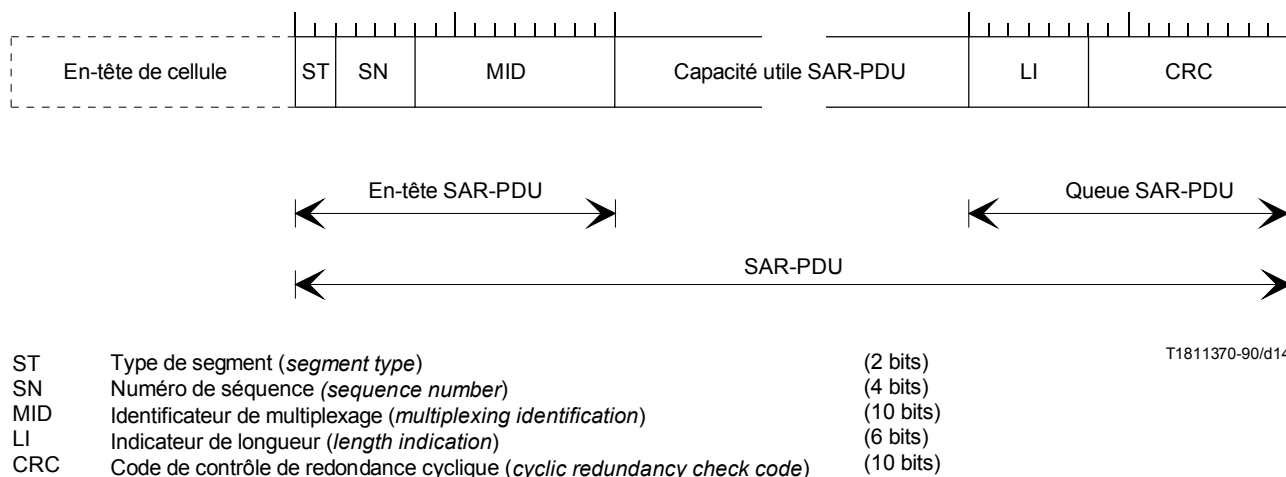 En-tête de cellule ST SN MID Capacité utile SAR-PDU LI CRC
En-tête SAR-PDU Queue SAR-PDU
SAR-PDU
T1811370-90/d14
ST Type de segment (segment type) (2 bits)
SN Numéro de séquence (sequence number) (4 bits)
MID Identificateur de multiplexage (multiplexing identification) (10 bits)
LI Indicateur de longueur (length indication) (6 bits)
CRC Code de contrôle de redondance cyclique (cyclic redundancy check code) (10 bits)